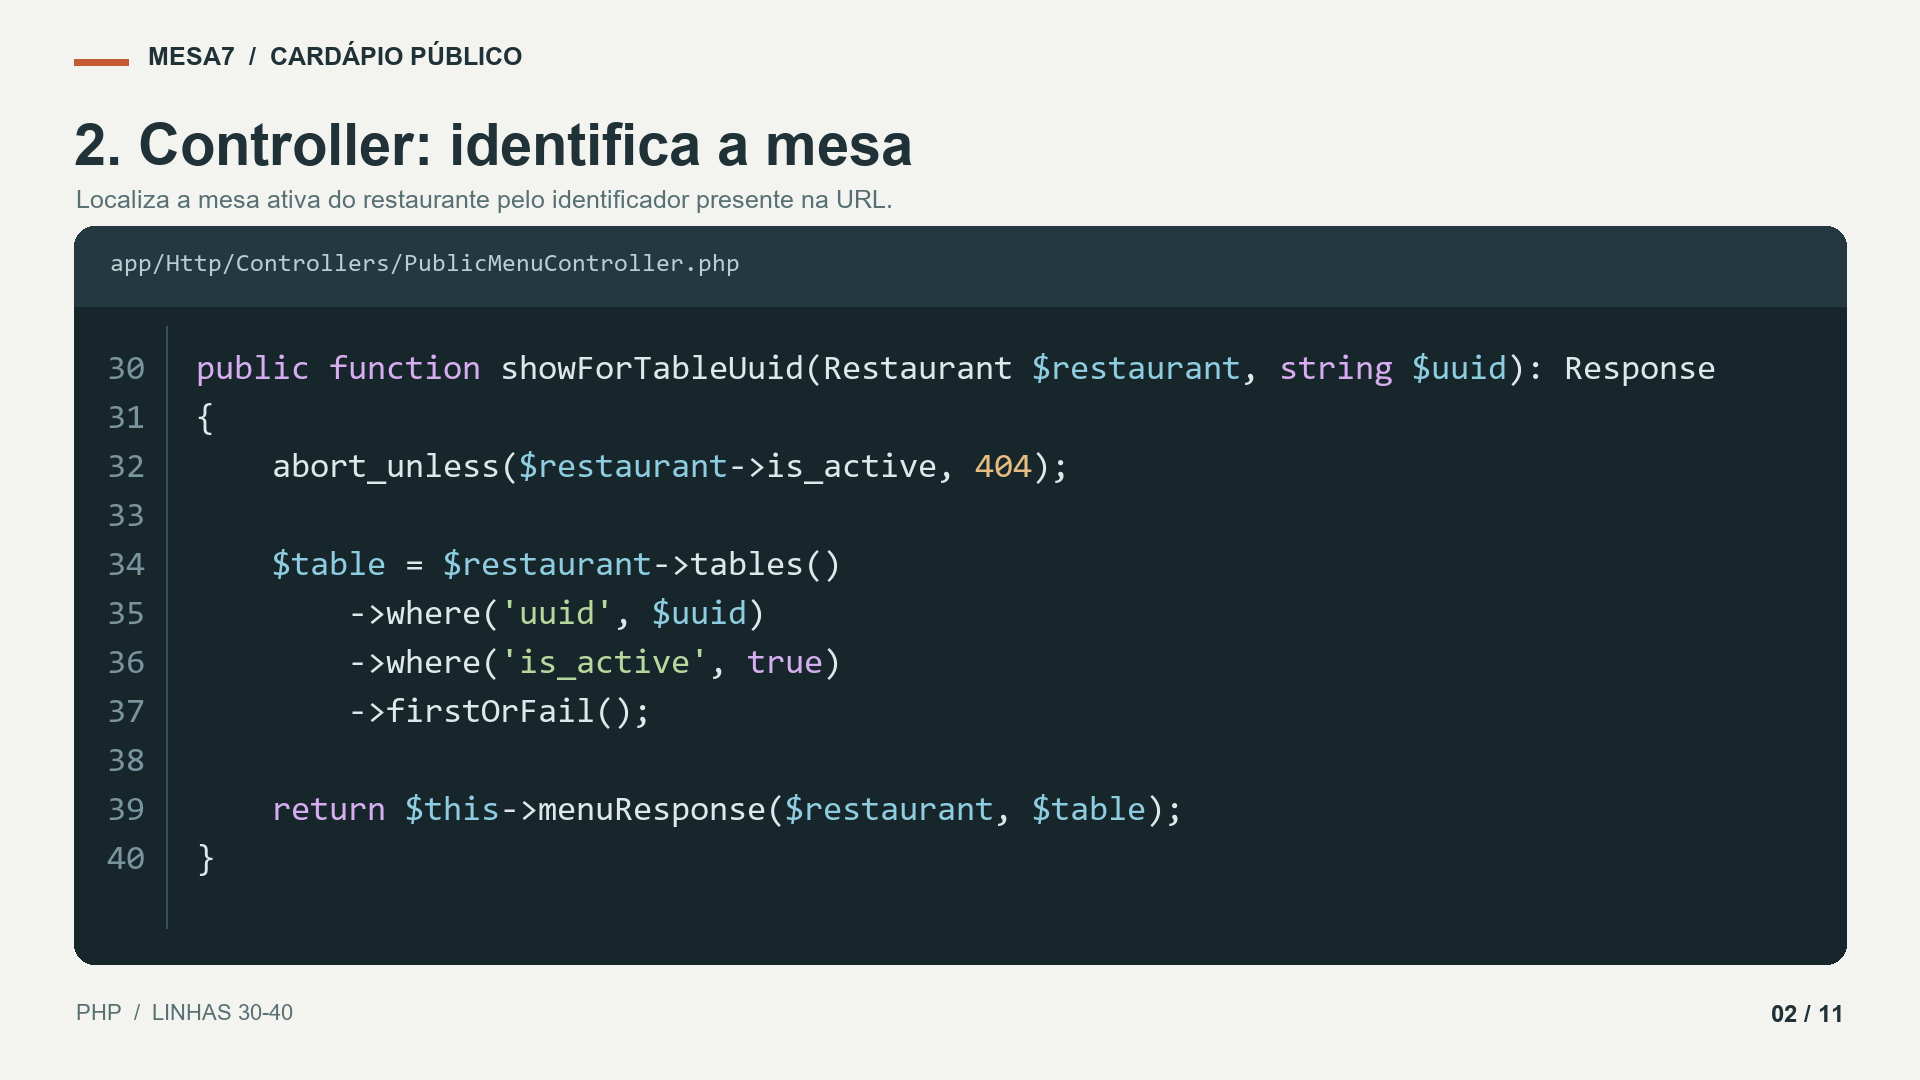 MESA7 / CARDÁPIO PÚBLICO
2. Controller: identifica a mesa
Localiza a mesa ativa do restaurante pelo identificador presente na URL.
app/Http/Controllers/PublicMenuController.php
30 public function showForTableUuid(Restaurant $restaurant, string $uuid): Response
31 {
32     abort_unless($restaurant->is_active, 404);
33
34     $table = $restaurant->tables()
35         ->where('uuid', $uuid)
36         ->where('is_active', true)
37         ->firstOrFail();
38
39     return $this->menuResponse($restaurant, $table);
40 }
PHP / LINHAS 30-40
02 / 11